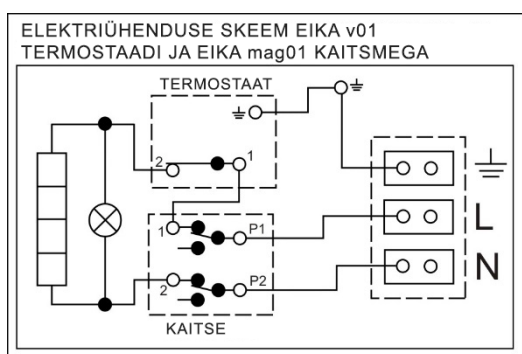 ELEKTRIÜHENDUSE SKEEM EIKA v01
TERMOSTAADI JA EIKA mag01 KAITSMEGA
TERMOSTAAT
2
1
1
P1
L
2
P2
N
KAITSE